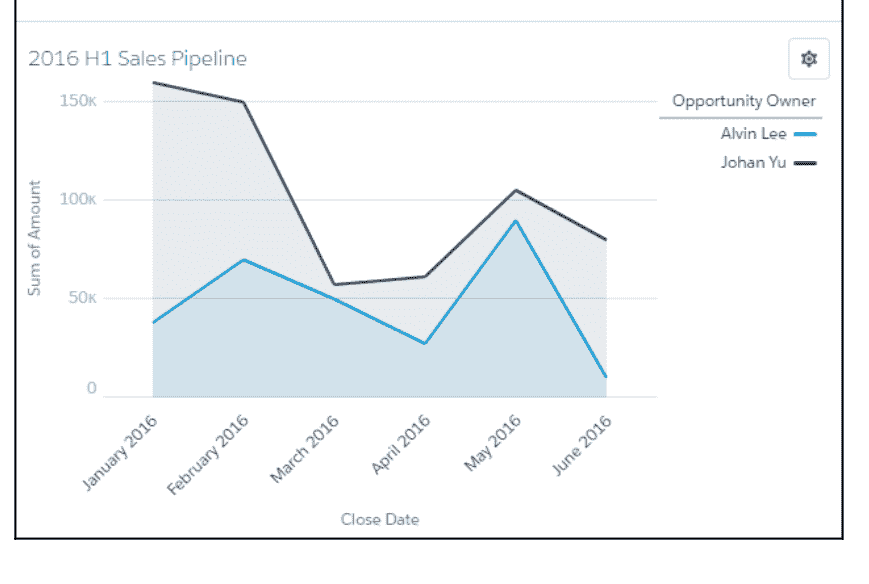 2016 H1 Sales Pipeline
150K
100K
50K
0
Sum of Amount
Opportunity Owner
Alvin Lee
Johan Yu
January 2016
February 2016
March 2016
April 2016
May 2016
June 2016
Close Date